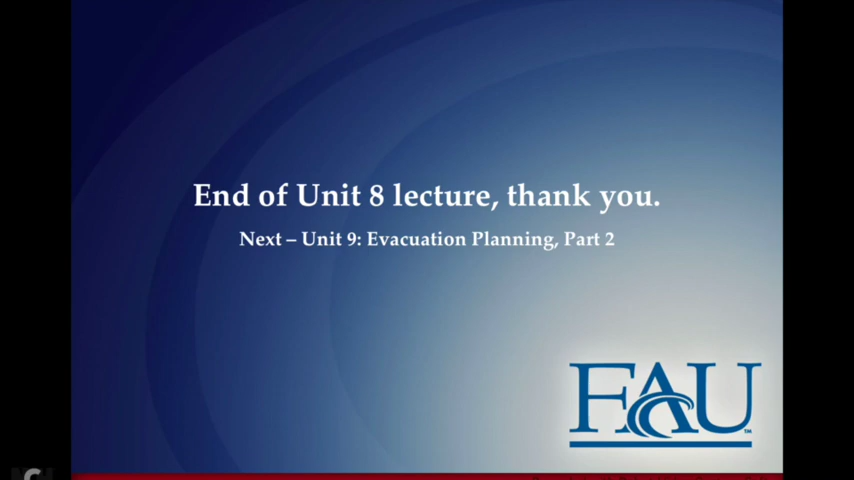 End of Unit 8 lecture, thank you.
Next – Unit 9: Evacuation Planning, Part 2
FAU